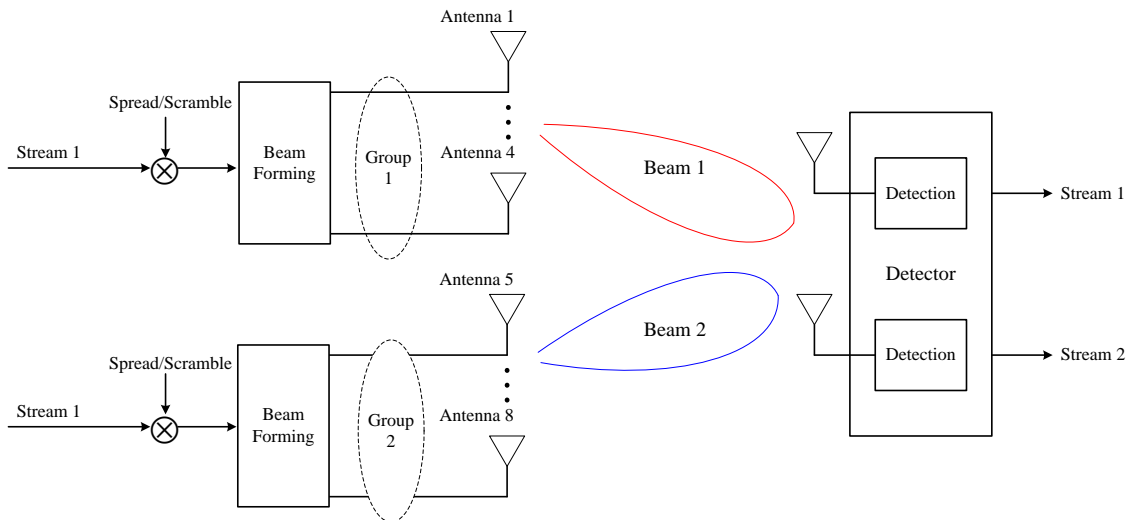 Antenna 1
Spread/Scramble
Stream 1
Beam
Forming
Group
1
Antenna 4
Beam 1
Detection
Stream 1
Detector
Antenna 5
Beam 2
Spread/Scramble
Stream 1
Beam
Forming
Group
2
Antenna 8
Detection
Stream 2